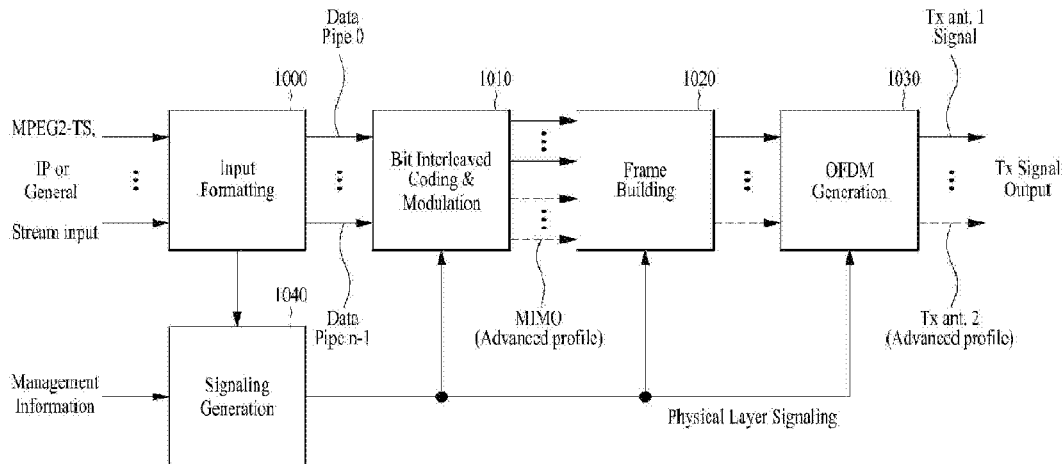 Data
Pipe 0
Tx ant. 1
Signal
1000
1010
1020
1030
MPEG2-TS,
IP or
General
Stream input
Input
Formatting
Bit Interleaved
Coding &
Modulation
Frame
Building
OFDM
Generation
Tx Signal
Output
1040
Data
Pipe n-1
MIMO
(Advanced profile)
Tx ant. 2
(Advanced profile)
Management
Information
Signaling
Generation
Physical Layer Signaling